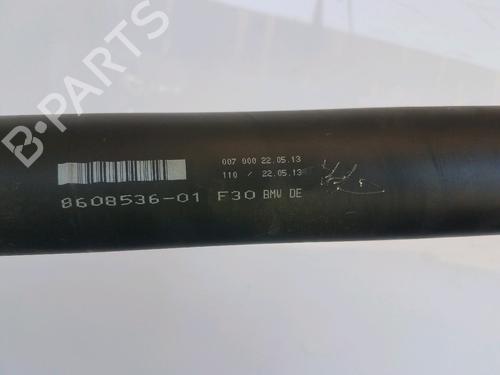 B-PARTS
007 000 22.05.13
110 / 22.05.13
8608536-01 F30 BMW DE